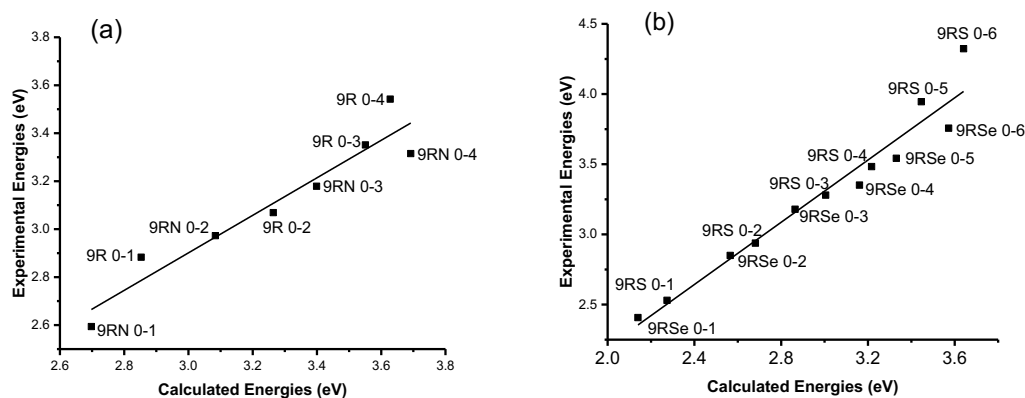 (a)
3.8
3.6
3.4
3.2
3.0
2.8
2.6
Experimental Energies (eV)
9R 0-4
9R 0-3
9RN 0-4
9RN 0-3
9RN 0-2
9R 0-2
9R 0-1
9RN 0-1
2.6 2.8 3.0 3.2 3.4 3.6 3.8
Calculated Energies (eV)
(b)
4.5
4.0
3.5
3.0
2.5
Experimental Energies (eV)
9RS 0-6
9RS 0-5
9RSe 0-6
9RS 0-4
9RSe 0-5
9RS 0-3
9RSe 0-4
9RSe 0-3
9RS 0-2
9RSe 0-2
9RS 0-1
9RSe 0-1
2.0 2.4 2.8 3.2 3.6
Calculated Energies (eV)